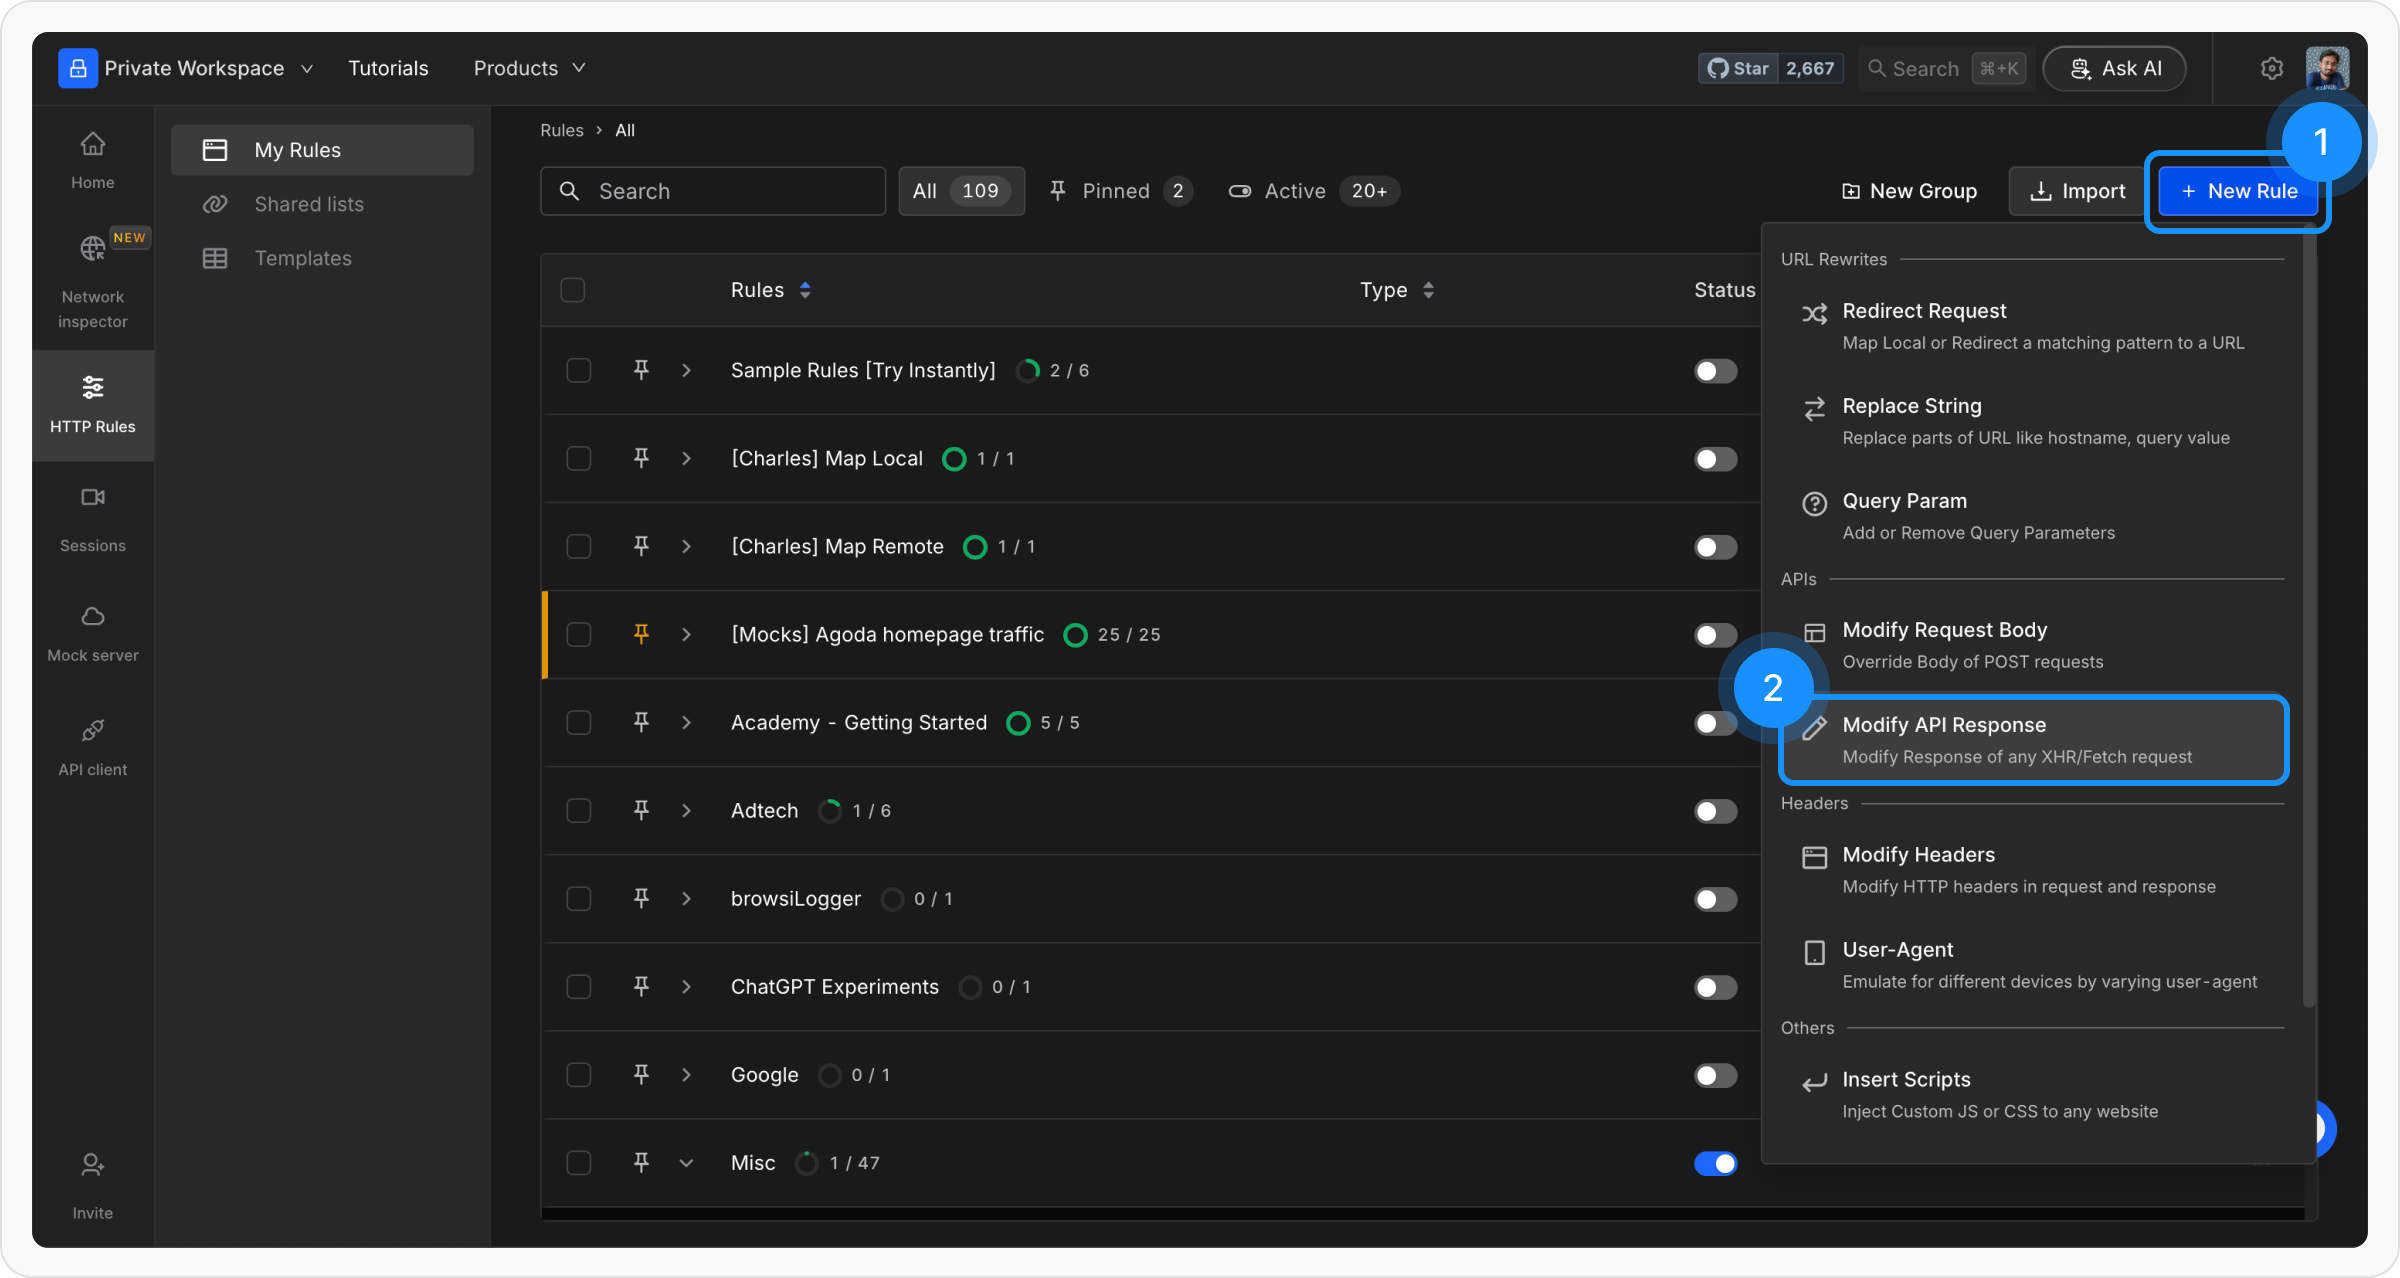 Private Workspace
Tutorials
Products
Star 2,667
Search ⌘+K
Ask AI
1
Home
NEW
Network
inspector
HTTP Rules
Sessions
Mock server
API client
Invite
My Rules
Shared lists
Templates
Rules > All
Search
All 109
Pinned 2
Active 20+
New Group
Import
+ New Rule
Rules
Type
Status
Sample Rules [Try Instantly] 2 / 6
[Charles] Map Local 1 / 1
[Charles] Map Remote 1 / 1
[Mocks] Agoda homepage traffic 25 / 25
Academy - Getting Started 5 / 5
Adtech 1 / 6
browsiLogger 0 / 1
ChatGPT Experiments 0 / 1
Google 0 / 1
Misc 1 / 47
URL Rewrites
Redirect Request
Map Local or Redirect a matching pattern to a URL
Replace String
Replace parts of URL like hostname, query value
Query Param
Add or Remove Query Parameters
APIs
Modify Request Body
Override Body of POST requests
2
Modify API Response
Modify Response of any XHR/Fetch request
Headers
Modify Headers
Modify HTTP headers in request and response
User-Agent
Emulate for different devices by varying user-agent
Others
Insert Scripts
Inject Custom JS or CSS to any website